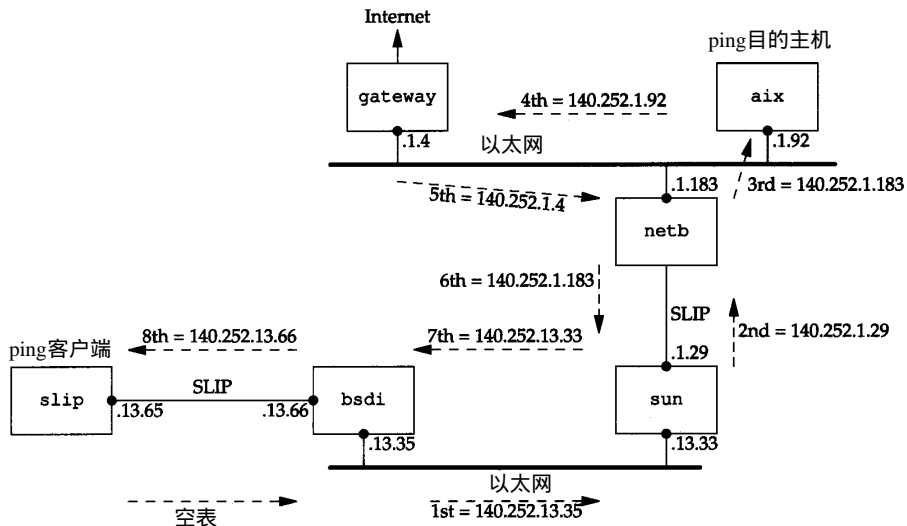 Internet
ping目的主机
gateway
4th = 140.252.1.92
aix
.1.4
以太网
.1.92
5th = 140.252.1.4
.1.183
3rd = 140.252.1.183
netb
6th = 140.252.1.183
SLIP
8th = 140.252.13.66
7th = 140.252.13.33
2nd = 140.252.1.29
ping客户端
.1.29
slip
SLIP
bsdi
sun
.13.65
.13.66
.13.35
.13.33
以太网
空表
1st = 140.252.13.35